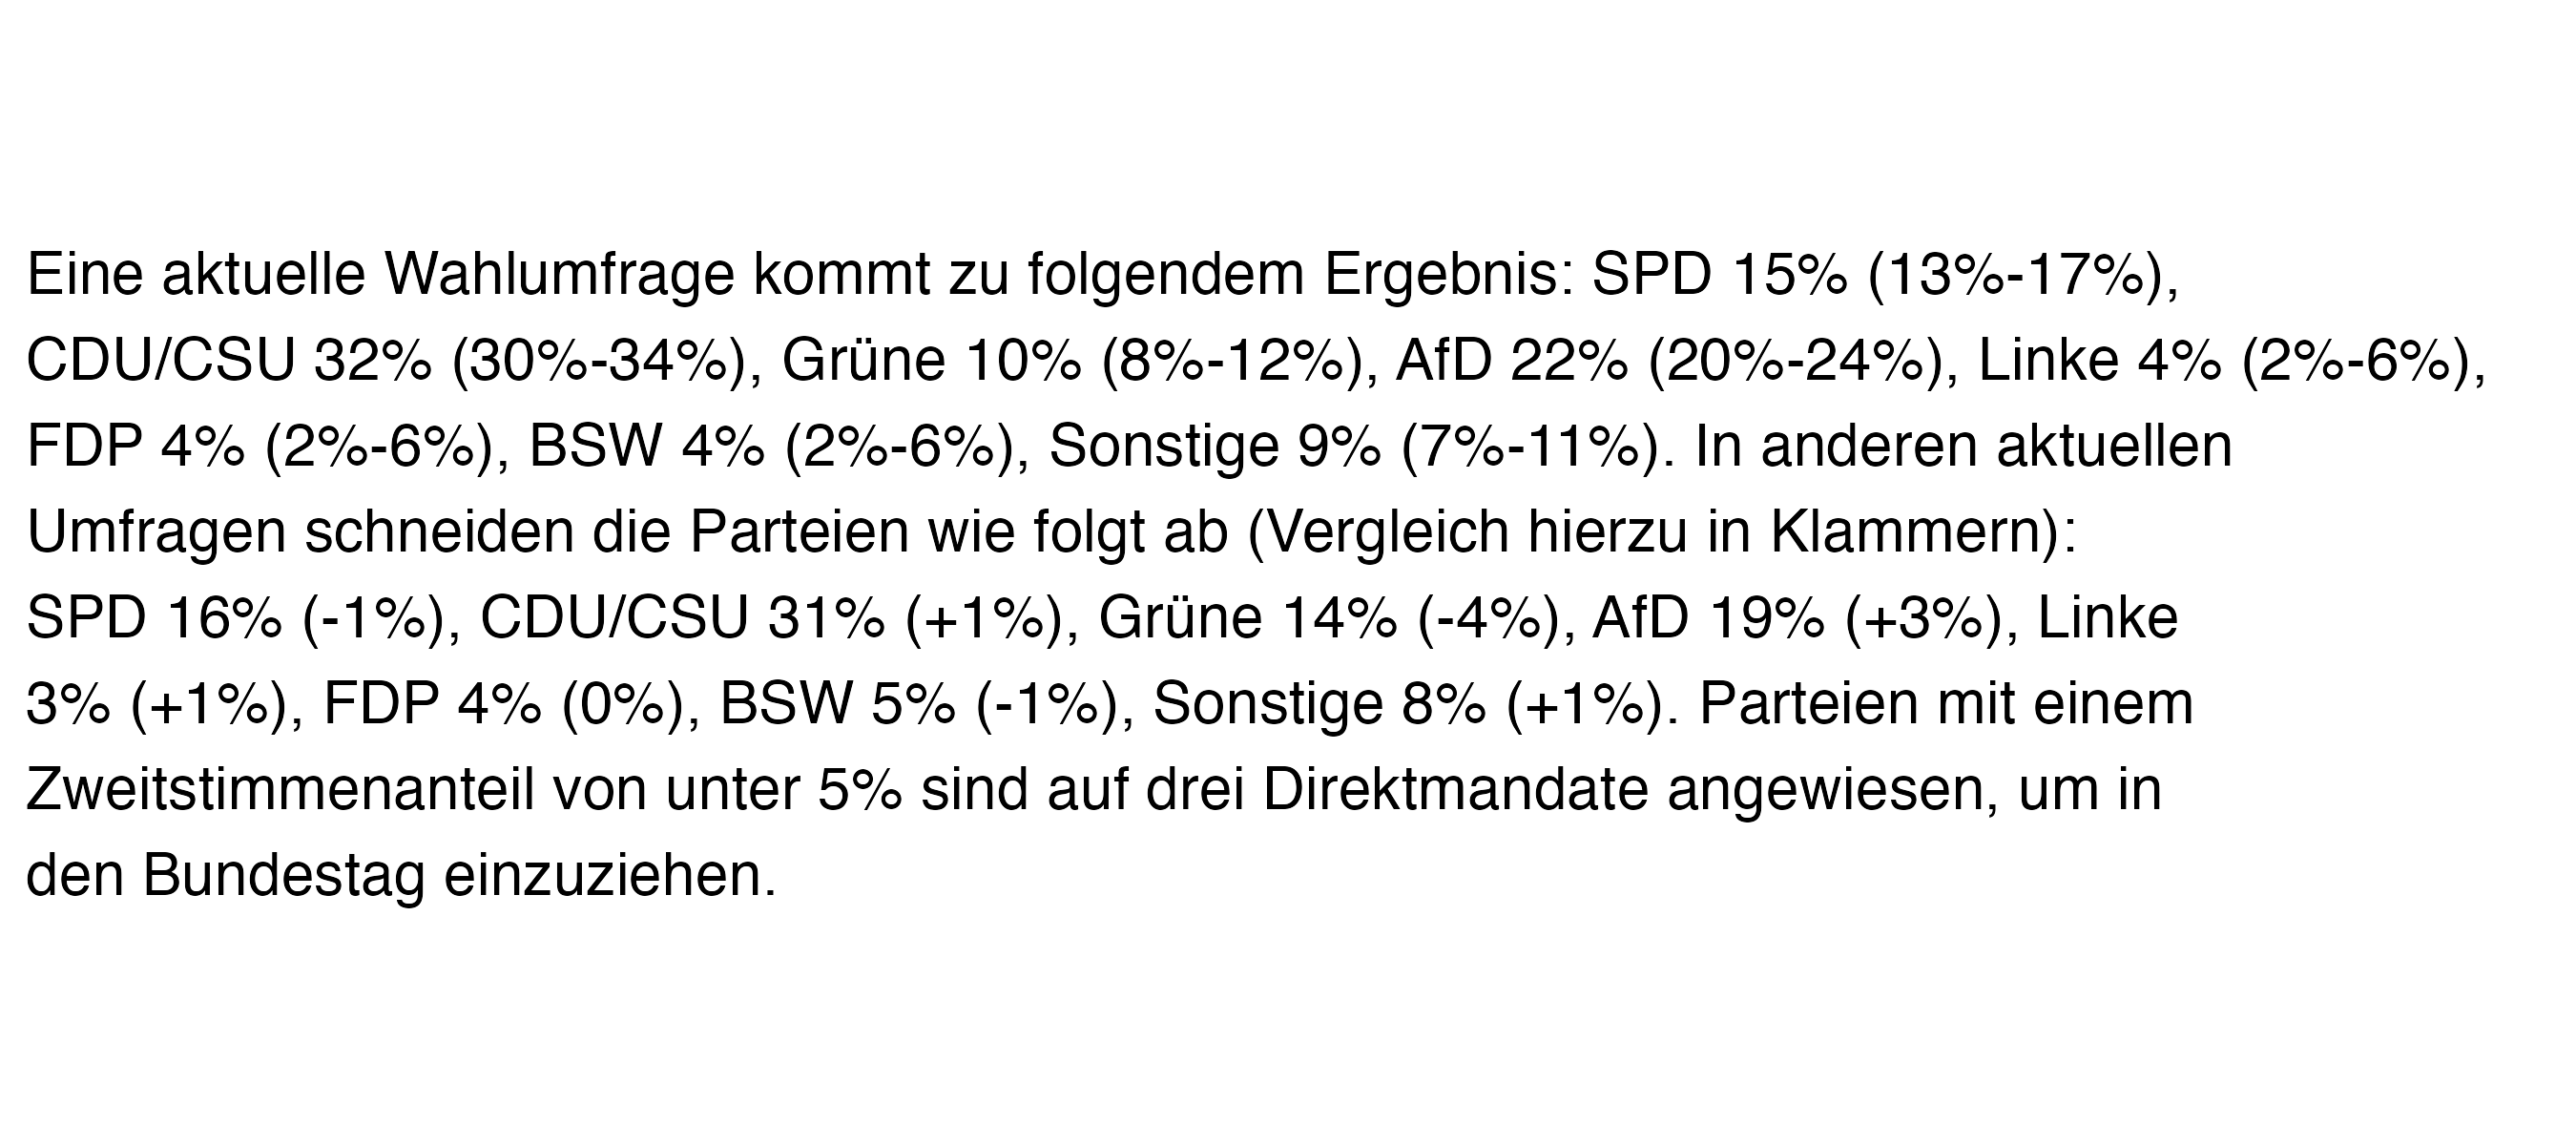 Eine aktuelle Wahlumfrage kommt zu folgendem Ergebnis: SPD 15% (13%-17%),
CDU/CSU 32% (30%-34%), Grüne 10% (8%-12%), AfD 22% (20%-24%), Linke 4% (2%-6%),
FDP 4% (2%-6%), BSW 4% (2%-6%), Sonstige 9% (7%-11%). In anderen aktuellen
Umfragen schneiden die Parteien wie folgt ab (Vergleich hierzu in Klammern):
SPD 16% (-1%), CDU/CSU 31% (+1%), Grüne 14% (-4%), AfD 19% (+3%), Linke
3% (+1%), FDP 4% (0%), BSW 5% (-1%), Sonstige 8% (+1%). Parteien mit einem
Zweitstimmenanteil von unter 5% sind auf drei Direktmandate angewiesen, um in
den Bundestag einzuziehen.